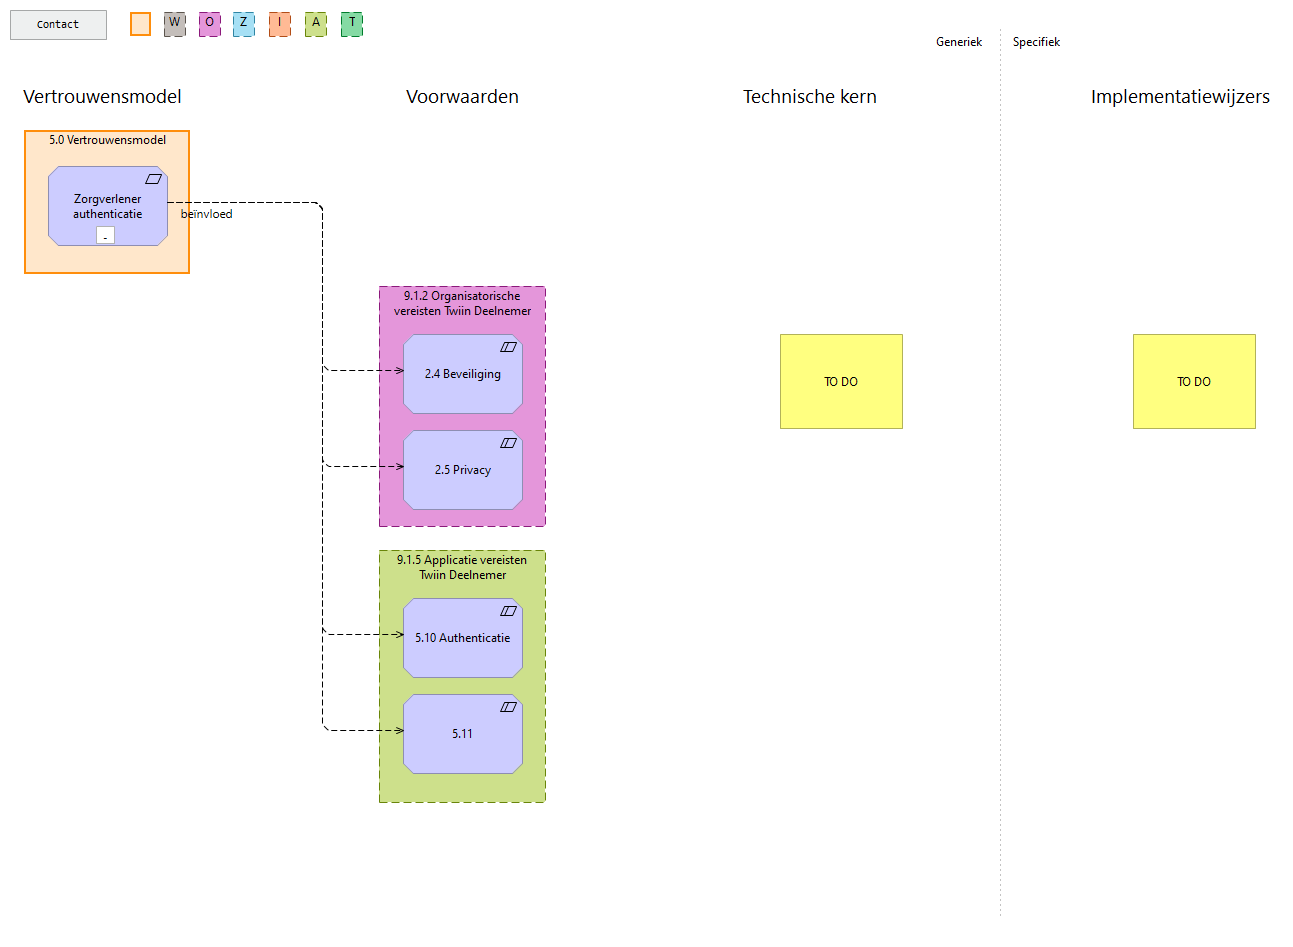 Contact
W O Z I A T
Generiek
Specifiek
Vertrouwensmodel
Voorwaarden
Technische kern
Implementatiewijzers
5.0 Vertrouwensmodel
Zorgverlener
authenticatie
-
beïnvloed
9.1.2 Organisatorische
vereisten Twiin Deelnemer
2.4 Beveiliging
2.5 Privacy
9.1.5 Applicatie vereisten
Twiin Deelnemer
5.10 Authenticatie
5.11
TO DO
TO DO